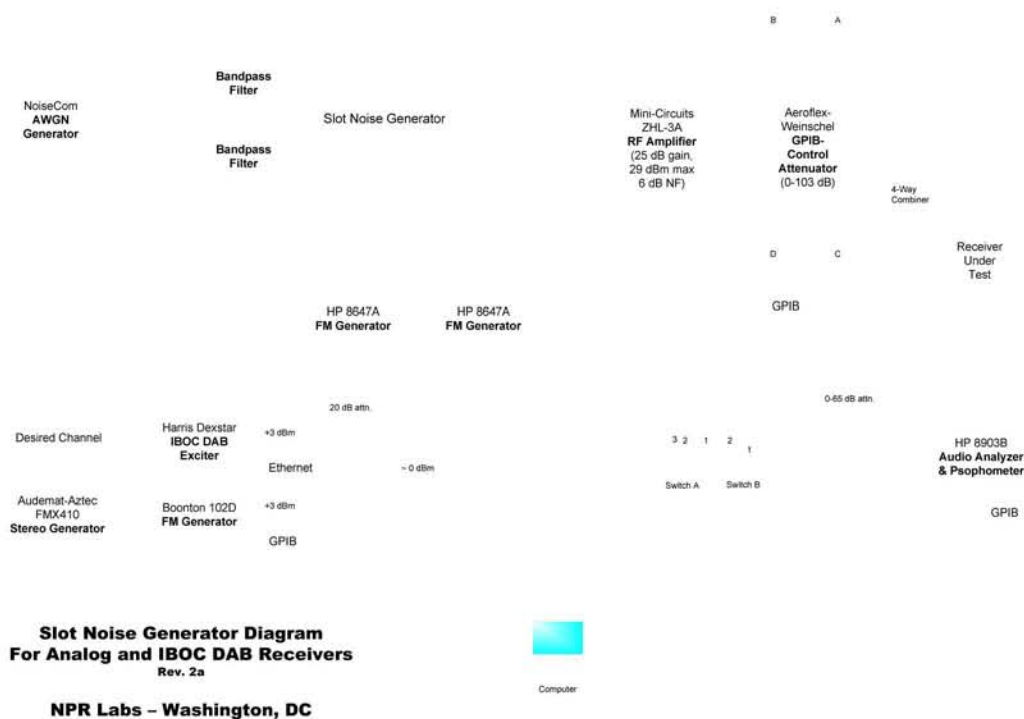 B A
Bandpass
Filter
NoiseCom
AWGN
Generator
Slot Noise Generator
Bandpass
Filter
Mini-Circuits
ZHL-3A
RF Amplifier
(25 dB gain,
29 dBm max
6 dB NF)
Aeroflex-
Weinschel
GPIB-
Control
Attenuator
(0-103 dB)
4-Way
Combiner
Receiver
Under
Test
D C
GPIB
HP 8647A
FM Generator
HP 8647A
FM Generator
20 dB attn.
0-65 dB attn.
Desired Channel
Harris Dexstar
IBOC DAB
Exciter
+3 dBm
Ethernet
~ 0 dBm
3 2 1
2
1
Switch A
Switch B
HP 8903B
Audio Analyzer
& Psophometer
Audemat-Aztec
FMX410
Stereo Generator
Boonton 102D
FM Generator
+3 dBm
GPIB
GPIB
Slot Noise Generator Diagram
For Analog and IBOC DAB Receivers
Rev. 2a
NPR Labs – Washington, DC
Computer